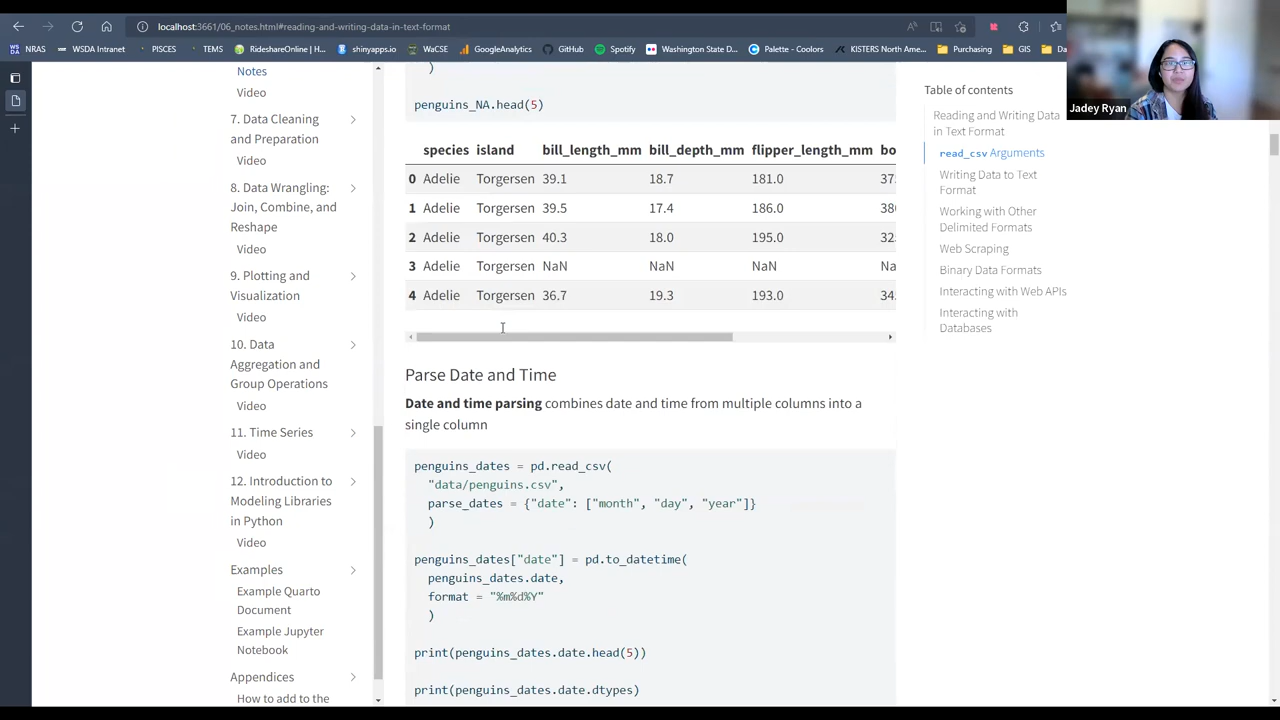 localhost:3661/06_notes.html#reading-and-writing-data-in-text-format
NRAS
WSDA Intranet
PISCES
TEMS
RideshareOnline | H...
shinyapps.io
WaCSE
GoogleAnalytics
GitHub
Spotify
Washington State D...
Palette - Coolors
KISTERS North Ame...
Purchasing
GIS
Da
Jadey Ryan
Notes
Video
7. Data Cleaning
and Preparation
Video
8. Data Wrangling:
Join, Combine, and
Reshape
Video
9. Plotting and
Visualization
Video
10. Data
Aggregation and
Group Operations
Video
11. Time Series
Video
12. Introduction to
Modeling Libraries
in Python
Video
Examples
Example Quarto
Document
Example Jupyter
Notebook
Appendices
How to add to the
)
penguins_NA.head(5)
species island bill_length_mm bill_depth_mm flipper_length_mm bo
0 Adelie Torgersen 39.1 18.7 181.0 37
1 Adelie Torgersen 39.5 17.4 186.0 38
2 Adelie Torgersen 40.3 18.0 195.0 32
3 Adelie Torgersen NaN NaN NaN Na
4 Adelie Torgersen 36.7 19.3 193.0 34
Parse Date and Time
Date and time parsing combines date and time from multiple columns into a
single column
penguins_dates = pd.read_csv(
"data/penguins.csv",
parse_dates = {"date": ["month", "day", "year"]}
)
penguins_dates["date"] = pd.to_datetime(
penguins_dates.date,
format = "%m%d%Y"
)
print(penguins_dates.date.head(5))
print(penguins_dates.date.dtypes)
Table of contents
Reading and Writing Data
in Text Format
read_csv Arguments
Writing Data to Text
Format
Working with Other
Delimited Formats
Web Scraping
Binary Data Formats
Interacting with Web APIs
Interacting with
Databases